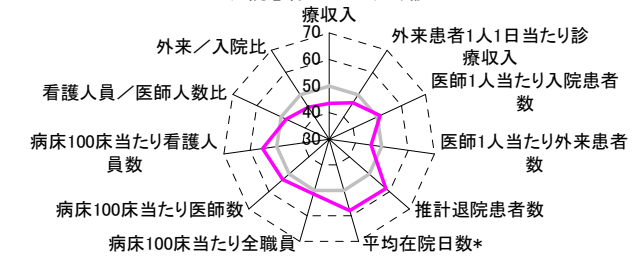 療収入
外来患者1人1日当たり診
療収入
医師1人当たり入院患者
数
医師1人当たり外来患者
数
推計退院患者数
平均在院日数*
病床100床当たり全職員
病床100床当たり医師数
病床100床当たり看護人
員数
看護人員／医師人数比
外来／入院比
70
60
50
40
30